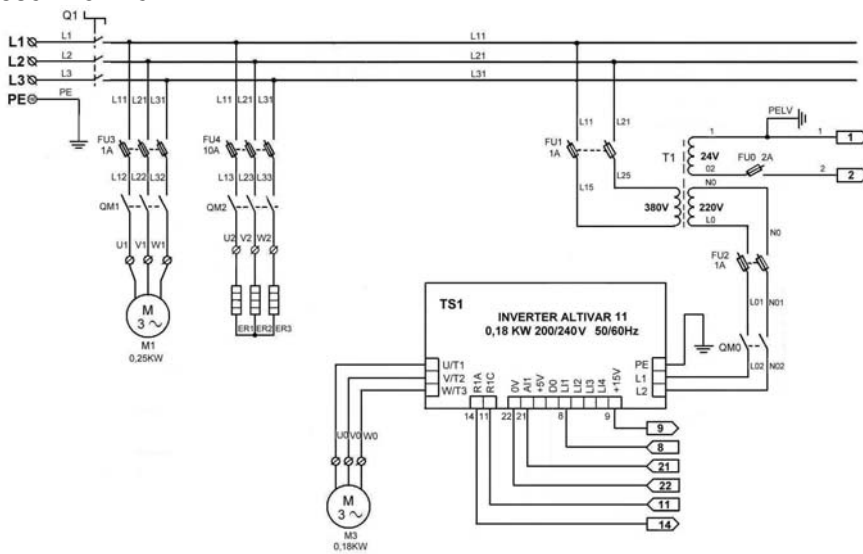 Q1
L1 L1 L11
L2 L2 L21
L3 L3 L31
PE PE
L11 L21 L31
L11 L21 L31
L11 L21
PELV
FU3
1A
FU4
10A
FU1
1A
T1
1 1 1
24V FU0 2A
02 2 2
L12 L22 L32
L13 L23 L33
L15 L25
N0
380V 220V
L0
N0
QM1
QM2
U1 V1 W1
U2 V2 W2
FU2
1A
M
3 ~
M1
0,25KW
ER1 ER2 ER3
TS1
INVERTER ALTIVAR 11
0,18 KW 200/240V 50/60Hz
L01 N01
QM0
L02 N02
U/T1
V/T2
W/T3
R1A R1C
0V AI1 +5V D0 LI1 LI2 LI3 LI4 +15V
PE
L1
L2
14 11 22 21 8 9
9
8
21
22
11
14
U0 V0 W0
M
3 ~
M3
0,18KW